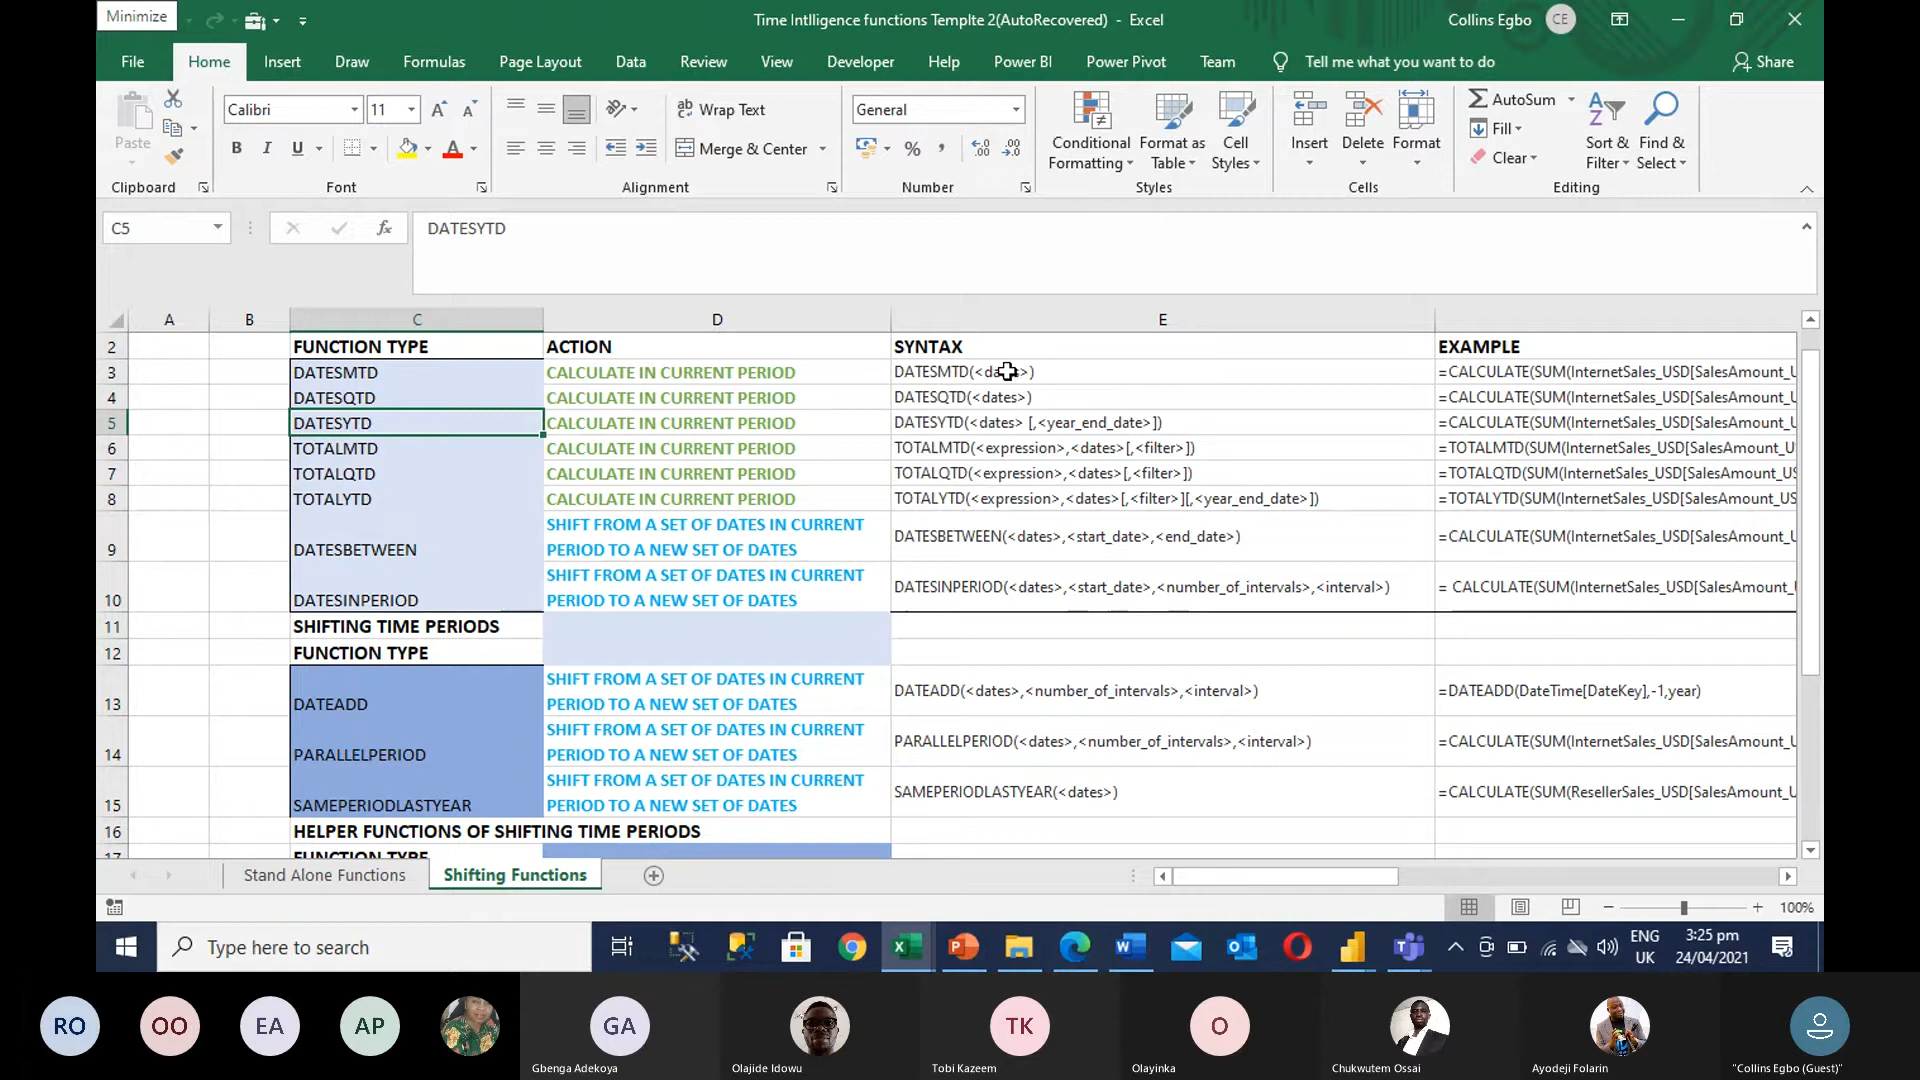 Minimize
Time Intlligence functions Templte 2(AutoRecovered) - Excel
Collins Egbo
CE
File
Home
Insert
Draw
Formulas
Page Layout
Data
Review
View
Developer
Help
Power BI
Power Pivot
Team
Tell me what you want to do
Share
Paste
Clipboard
Calibri
11
B I U
Font
Wrap Text
Merge & Center
Alignment
General
Number
Conditional
Formatting
Format as
Table
Cell
Styles
Styles
Insert
Delete
Format
Cells
AutoSum
Fill
Clear
Sort &
Filter
Find &
Select
Editing
C5
fx
DATESYTD
A B C D E
2 FUNCTION TYPE ACTION SYNTAX EXAMPLE
3 DATESMTD CALCULATE IN CURRENT PERIOD DATESMTD(<dates>) =CALCULATE(SUM(InternetSales_USD[SalesAmount_U
4 DATESQTD CALCULATE IN CURRENT PERIOD DATESQTD(<dates>) =CALCULATE(SUM(InternetSales_USD[SalesAmount_U
5 DATESYTD CALCULATE IN CURRENT PERIOD DATESYTD(<dates> [,<year_end_date>]) =CALCULATE(SUM(InternetSales_USD[SalesAmount_U
6 TOTALMTD CALCULATE IN CURRENT PERIOD TOTALMTD(<expression>,<dates>[,<filter>]) =TOTALMTD(SUM(InternetSales_USD[SalesAmount_U
7 TOTALQTD CALCULATE IN CURRENT PERIOD TOTALQTD(<expression>,<dates>[,<filter>]) =TOTALQTD(SUM(InternetSales_USD[SalesAmount_US
8 TOTALYTD CALCULATE IN CURRENT PERIOD TOTALYTD(<expression>,<dates>[,<filter>][,<year_end_date>]) =TOTALYTD(SUM(InternetSales_USD[SalesAmount_US
SHIFT FROM A SET OF DATES IN CURRENT
9 DATESBETWEEN PERIOD TO A NEW SET OF DATES DATESBETWEEN(<dates>,<start_date>,<end_date>) =CALCULATE(SUM(InternetSales_USD[SalesAmount_U
SHIFT FROM A SET OF DATES IN CURRENT
10 DATESINPERIOD PERIOD TO A NEW SET OF DATES DATESINPERIOD(<dates>,<start_date>,<number_of_intervals>,<interval>) = CALCULATE(SUM(InternetSales_USD[SalesAmount_U
11 SHIFTING TIME PERIODS
12 FUNCTION TYPE
SHIFT FROM A SET OF DATES IN CURRENT
13 DATEADD PERIOD TO A NEW SET OF DATES DATEADD(<dates>,<number_of_intervals>,<interval>) =DATEADD(DateTime[DateKey],-1,year)
SHIFT FROM A SET OF DATES IN CURRENT
14 PARALLELPERIOD PERIOD TO A NEW SET OF DATES PARALLELPERIOD(<dates>,<number_of_intervals>,<interval>) =CALCULATE(SUM(InternetSales_USD[SalesAmount_U
SHIFT FROM A SET OF DATES IN CURRENT
15 SAMEPERIODLASTYEAR PERIOD TO A NEW SET OF DATES SAMEPERIODLASTYEAR(<dates>) =CALCULATE(SUM(ResellerSales_USD[SalesAmount_U
16 HELPER FUNCTIONS OF SHIFTING TIME PERIODS
17 FUNCTION TYPE
Stand Alone Functions
Shifting Functions
100%
Type here to search
ENG
UK
3:25 pm
24/04/2021
RO
OO
EA
AP
GA
TK
O
Gbenga Adekoya
Olajide Idowu
Tobi Kazeem
Olayinka
Chukwutem Ossai
Ayodeji Folarin
"Collins Egbo (Guest)"